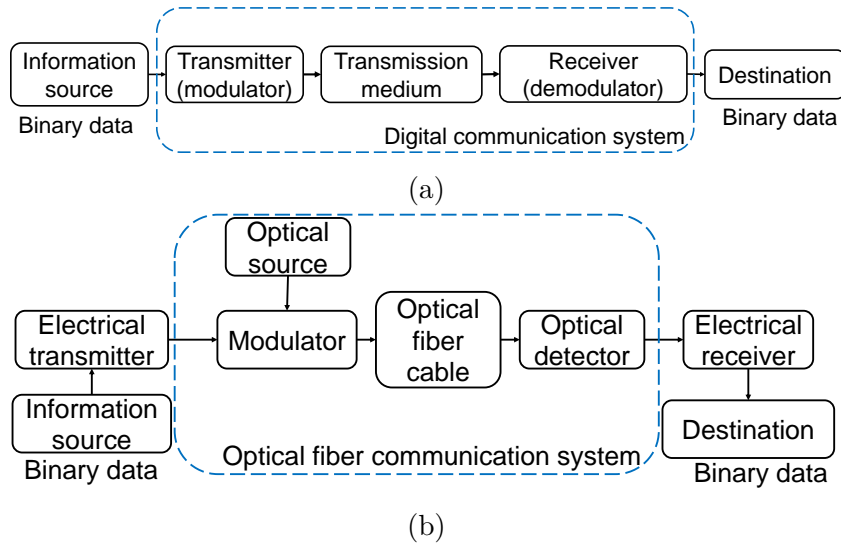 Information
source
Binary data
Transmitter
(modulator)
Transmission
medium
Receiver
(demodulator)
Destination
Binary data
Digital communication system
(a)
Optical
source
Electrical
transmitter
Modulator
Optical
fiber
cable
Optical
detector
Electrical
receiver
Information
source
Binary data
Destination
Binary data
Optical fiber communication system
(b)